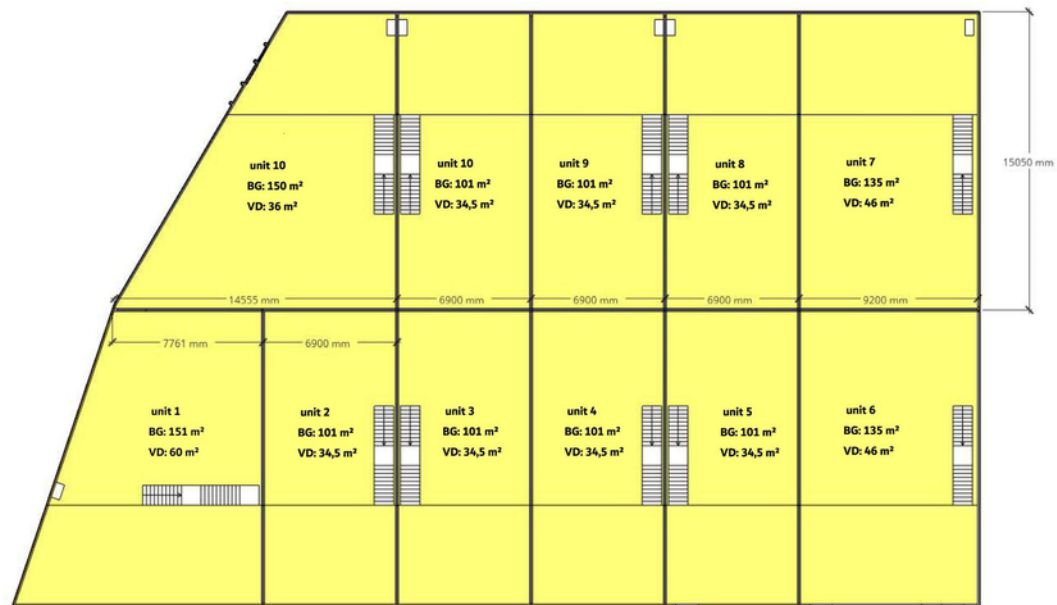 unit 10
BG: 150 m²
VD: 36 m²
unit 10
BG: 101 m²
VD: 34,5 m²
unit 9
BG: 101 m²
VD: 34,5 m²
unit 8
BG: 101 m²
VD: 34,5 m²
unit 7
BG: 135 m²
VD: 46 m²
15050 mm
14555 mm
6900 mm
6900 mm
6900 mm
9200 mm
7761 mm
6900 mm
unit 1
BG: 151 m²
VD: 60 m²
unit 2
BG: 101 m²
VD: 34,5 m²
unit 3
BG: 101 m²
VD: 34,5 m²
unit 4
BG: 101 m²
VD: 34,5 m²
unit 5
BG: 101 m²
VD: 34,5 m²
unit 6
BG: 135 m²
VD: 46 m²